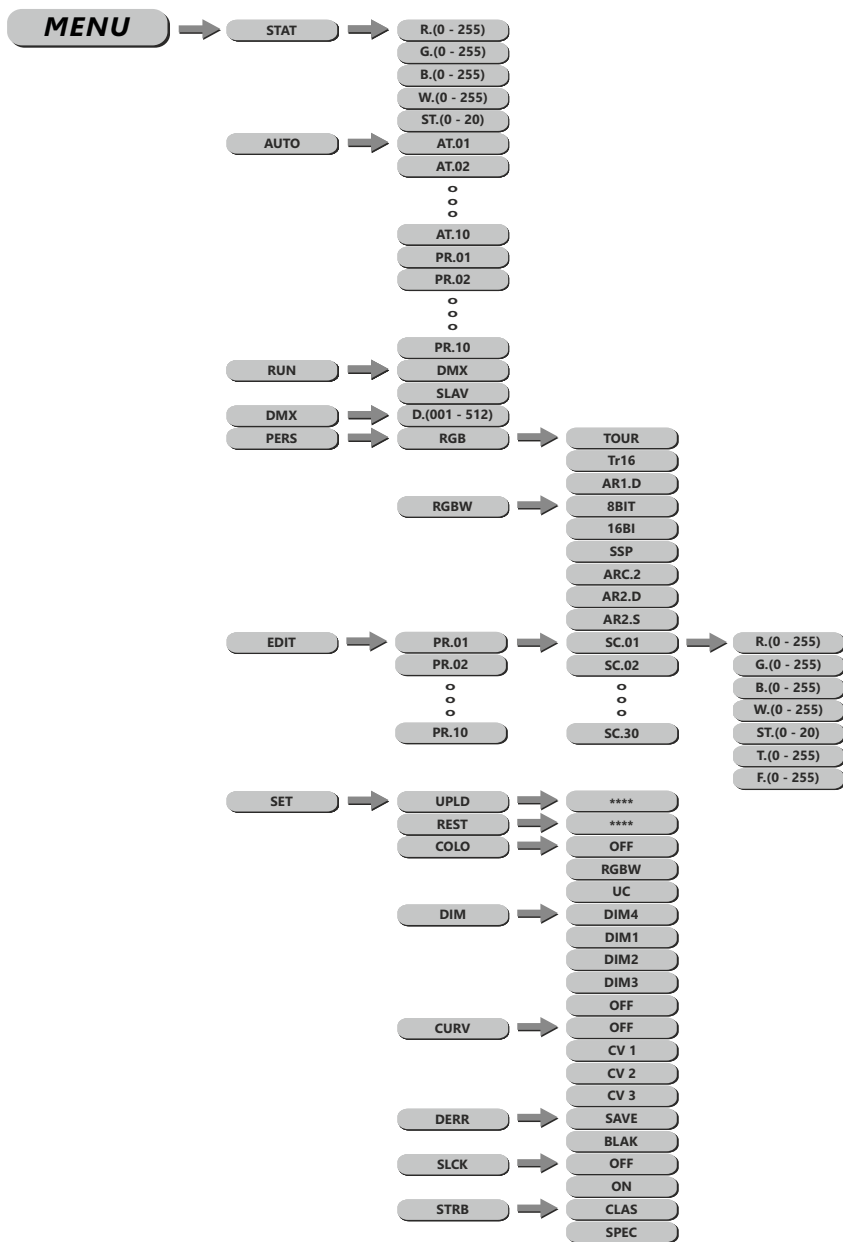 MENU
STAT
R.(0 - 255)
G.(0 - 255)
B.(0 - 255)
W.(0 - 255)
ST.(0 - 20)
AUTO
AT.01
AT.02
AT.10
PR.01
PR.02
PR.10
RUN
DMX
SLAV
DMX
D.(001 - 512)
PERS
RGB
TOUR
Tr16
AR1.D
RGBW
8BIT
16BI
SSP
ARC.2
AR2.D
AR2.S
EDIT
PR.01
SC.01
R.(0 - 255)
PR.02
SC.02
G.(0 - 255)
B.(0 - 255)
W.(0 - 255)
PR.10
SC.30
ST.(0 - 20)
T.(0 - 255)
F.(0 - 255)
SET
UPLD
****
REST
****
COLO
OFF
RGBW
UC
DIM
DIM4
DIM1
DIM2
DIM3
OFF
CURV
OFF
CV 1
CV 2
CV 3
DERR
SAVE
BLAK
SLCK
OFF
ON
STRB
CLAS
SPEC